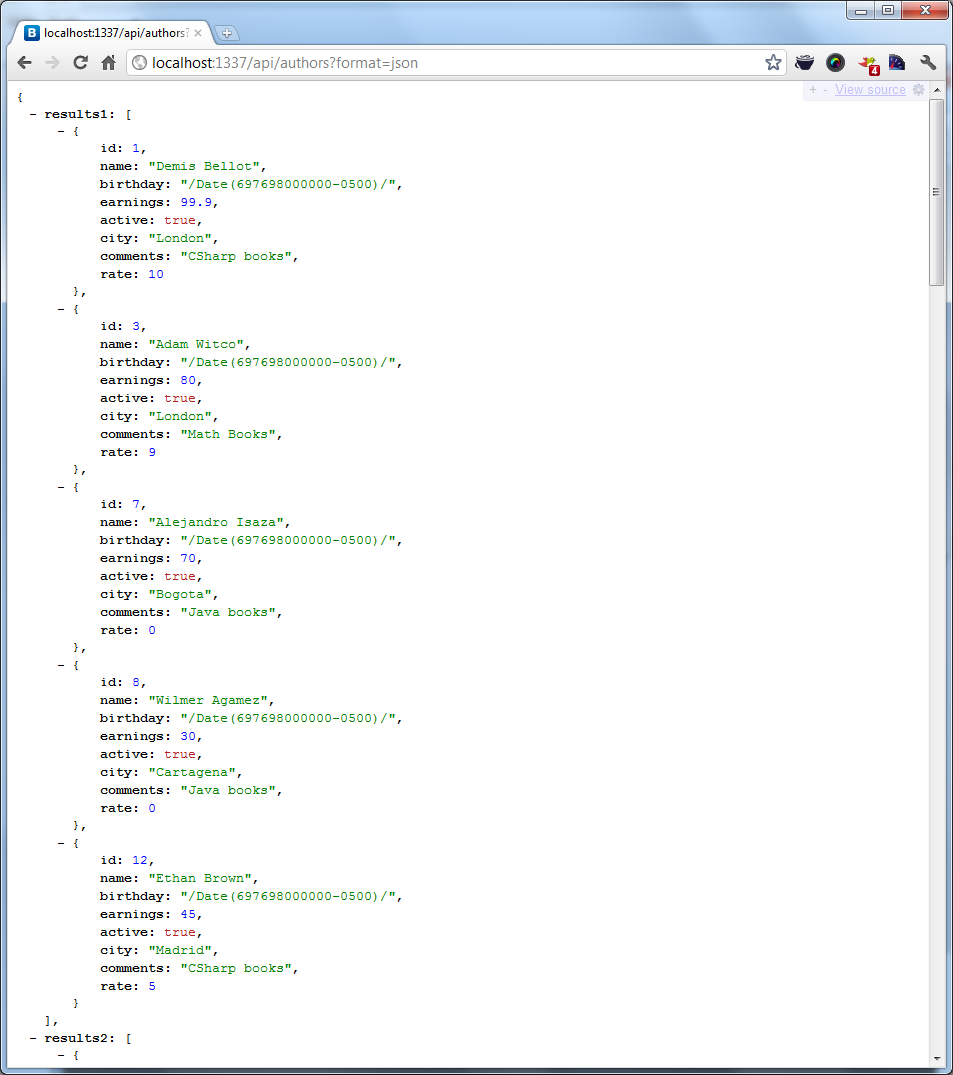 B localhost:1337/api/authors?
localhost:1337/api/authors?format=json
4
+ - View source
{
- results1: [
- {
id: 1,
name: "Demis Bellot",
birthday: "/Date(697698000000-0500)/",
earnings: 99.9,
active: true,
city: "London",
comments: "CSharp books",
rate: 10
},
- {
id: 3,
name: "Adam Witco",
birthday: "/Date(697698000000-0500)/",
earnings: 80,
active: true,
city: "London",
comments: "Math Books",
rate: 9
},
- {
id: 7,
name: "Alejandro Isaza",
birthday: "/Date(697698000000-0500)/",
earnings: 70,
active: true,
city: "Bogota",
comments: "Java books",
rate: 0
},
- {
id: 8,
name: "Wilmer Agamez",
birthday: "/Date(697698000000-0500)/",
earnings: 30,
active: true,
city: "Cartagena",
comments: "Java books",
rate: 0
},
- {
id: 12,
name: "Ethan Brown",
birthday: "/Date(697698000000-0500)/",
earnings: 45,
active: true,
city: "Madrid",
comments: "CSharp books",
rate: 5
}
],
- results2: [
- {